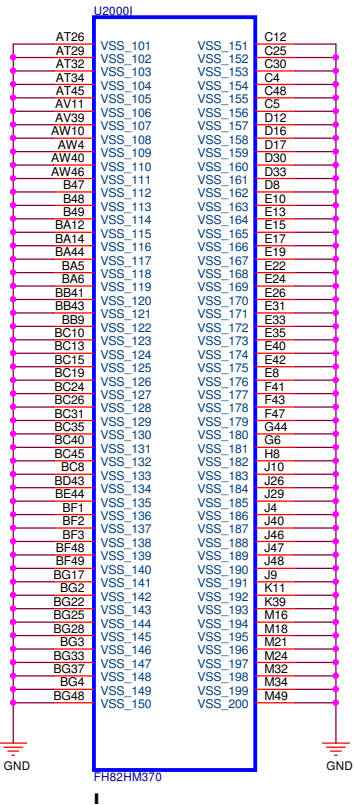 U2000I
AT26 VSS_101 VSS_151 C12
AT29 VSS_102 VSS_152 C25
AT32 VSS_103 VSS_153 C30
AT34 VSS_104 VSS_154 C4
AT45 VSS_105 VSS_155 C48
AV11 VSS_106 VSS_156 C5
AV39 VSS_107 VSS_157 D12
AW10 VSS_108 VSS_158 D16
AW4 VSS_109 VSS_159 D17
AW40 VSS_110 VSS_160 D30
AW46 VSS_111 VSS_161 D33
B47 VSS_112 VSS_162 D8
B48 VSS_113 VSS_163 E10
B49 VSS_114 VSS_164 E13
BA12 VSS_115 VSS_165 E15
BA14 VSS_116 VSS_166 E17
BA44 VSS_117 VSS_167 E19
BA5 VSS_118 VSS_168 E22
BA6 VSS_119 VSS_169 E24
BB41 VSS_120 VSS_170 E26
BB43 VSS_121 VSS_171 E31
BB9 VSS_122 VSS_172 E33
BC10 VSS_123 VSS_173 E35
BC13 VSS_124 VSS_174 E40
BC15 VSS_125 VSS_175 E42
BC19 VSS_126 VSS_176 E8
BC24 VSS_127 VSS_177 F41
BC26 VSS_128 VSS_178 F43
BC31 VSS_129 VSS_179 F47
BC35 VSS_130 VSS_180 G44
BC40 VSS_131 VSS_181 G6
BC45 VSS_132 VSS_182 H8
BC8 VSS_133 VSS_183 J10
BD43 VSS_134 VSS_184 J26
BE44 VSS_135 VSS_185 J29
BF1 VSS_136 VSS_186 J4
BF2 VSS_137 VSS_187 J40
BF3 VSS_138 VSS_188 J46
BF48 VSS_139 VSS_189 J47
BF49 VSS_140 VSS_190 J48
BG17 VSS_141 VSS_191 J9
BG2 VSS_142 VSS_192 K11
BG22 VSS_143 VSS_193 K39
BG25 VSS_144 VSS_194 M16
BG28 VSS_145 VSS_195 M18
BG3 VSS_146 VSS_196 M21
BG33 VSS_147 VSS_197 M24
BG37 VSS_148 VSS_198 M32
BG4 VSS_149 VSS_199 M34
BG48 VSS_150 VSS_200 M49
GND GND
FH82HM370